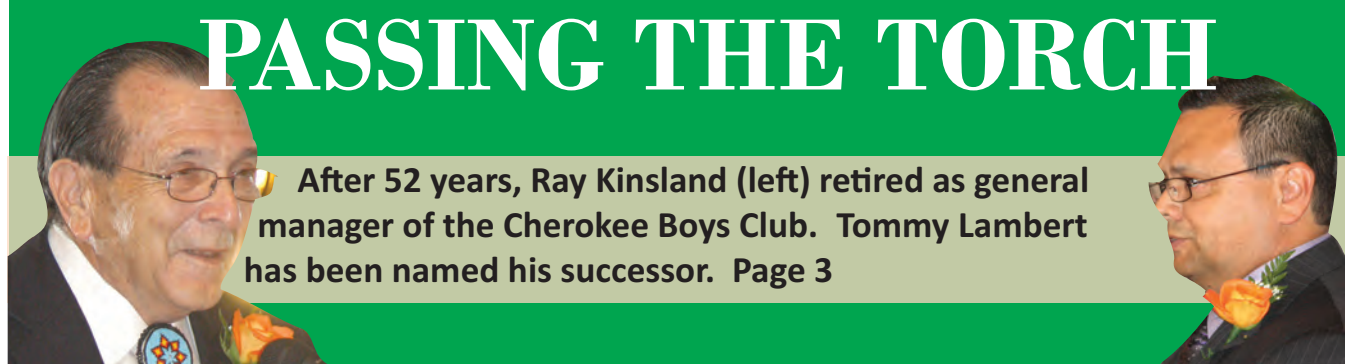 PASSING THE TORCH
After 52 years, Ray Kinsland (left) retired as general
manager of the Cherokee Boys Club.  Tommy Lambert
has been named his successor.  Page 3